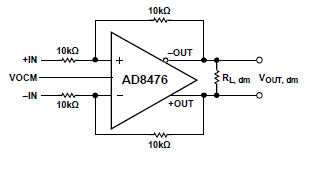 10kΩ
–OUT
+IN
10kΩ
+
VOCM
AD8476
RL, dm
VOUT, dm
–IN
10kΩ
–
+OUT
10kΩ